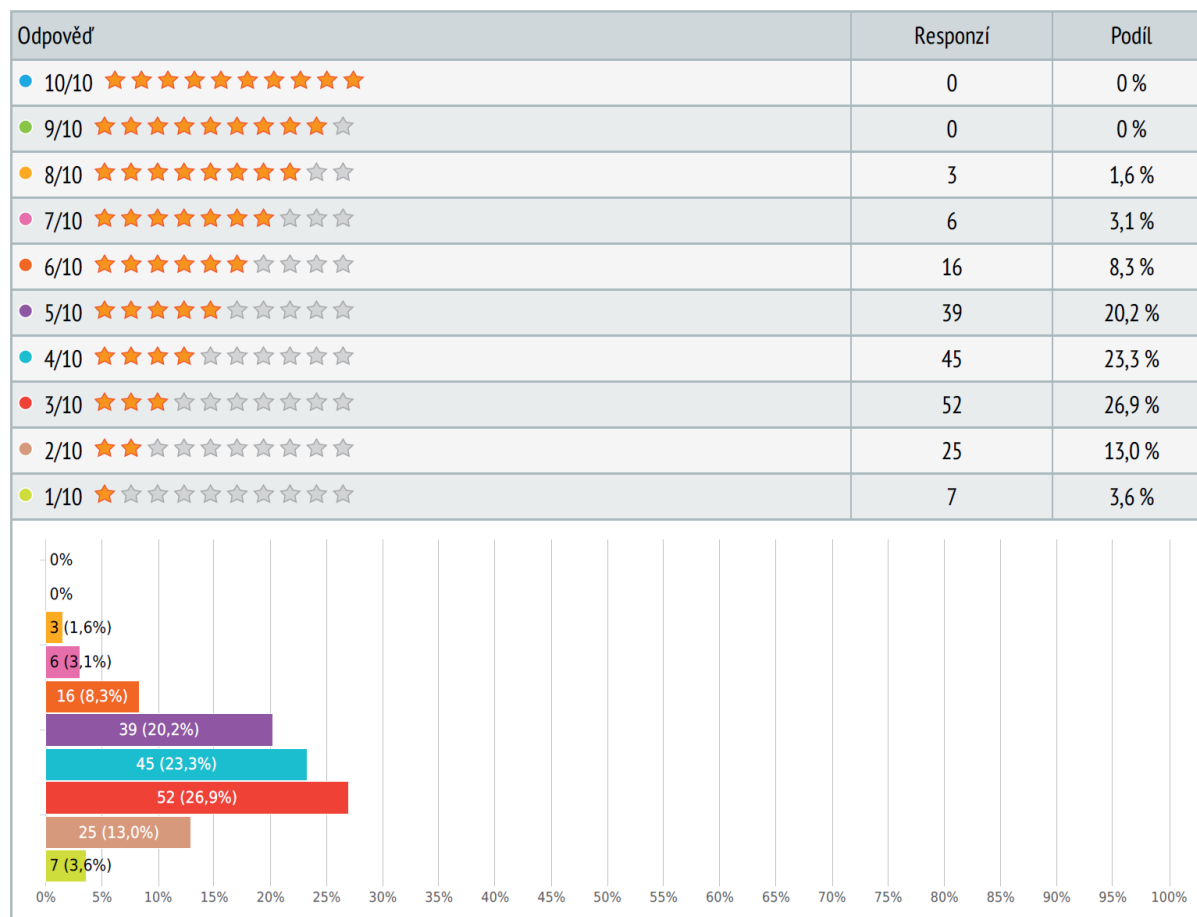 Odpověď Responzí Podíl
10/10 0 0 %
9/10 0 0 %
8/10 3 1,6 %
7/10 6 3,1 %
6/10 16 8,3 %
5/10 39 20,2 %
4/10 45 23,3 %
3/10 52 26,9 %
2/10 25 13,0 %
1/10 7 3,6 %
0%
0%
3 (1,6%)
6 (3,1%)
16 (8,3%)
39 (20,2%)
45 (23,3%)
52 (26,9%)
25 (13,0%)
7 (3,6%)
0% 5% 10% 15% 20% 25% 30% 35% 40% 45% 50% 55% 60% 65% 70% 75% 80% 85% 90% 95% 100%